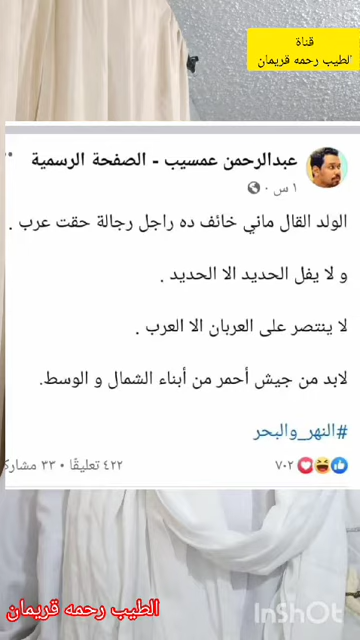 قناة
الطيب رحمه قريمان
عبدالرحمن عمسيب - الصفحة الرسمية
١ س ·
الولد القال ماني خائف ده راجل رجالة حقت عرب .
و لا يفل الحديد الا الحديد .
لا ينتصر على العربان الا العرب .
لابد من جيش أحمر من أبناء الشمال و الوسط.
#النهر_والبحر
٧٠٢
٤٢٢ تعليقًا • ٣٣ مشارك
الطيب رحمه قريمان
InShOt